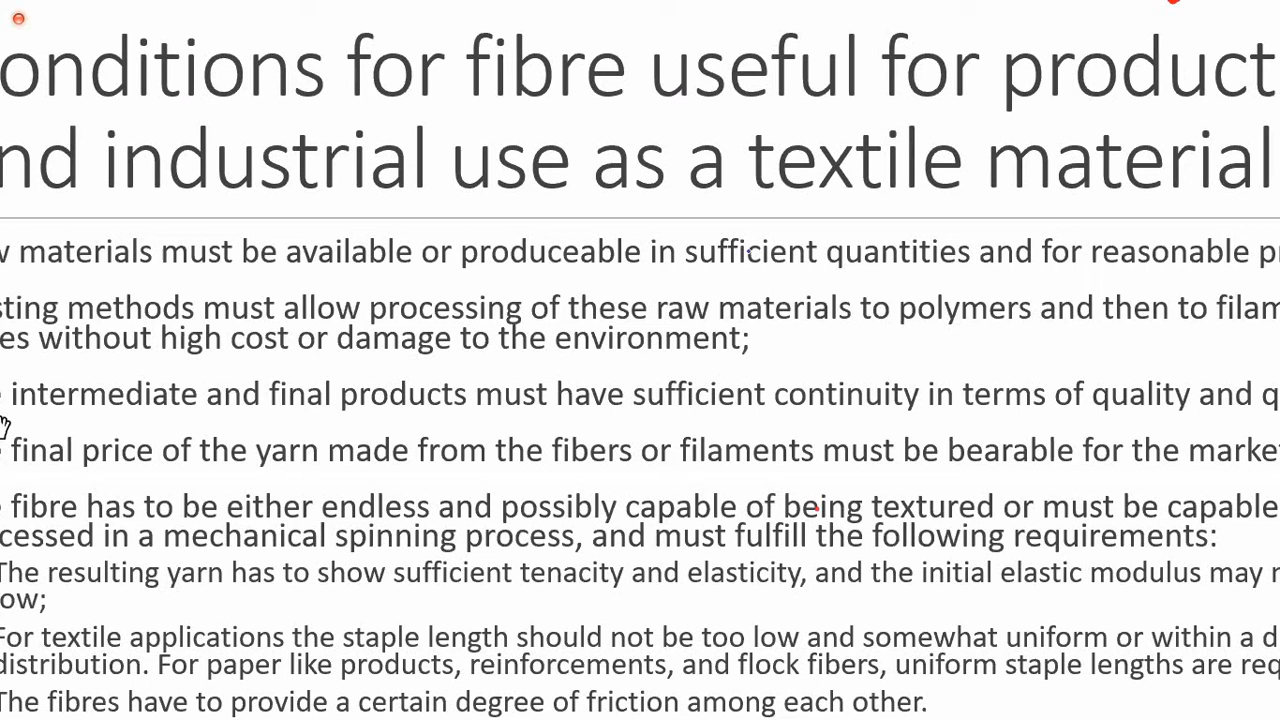 onditions for fibre useful for product
nd industrial use as a textile material
w materials must be available or produceable in sufficient quantities and for reasonable pr
sting methods must allow processing of these raw materials to polymers and then to filam
es without high cost or damage to the environment;
e intermediate and final products must have sufficient continuity in terms of quality and q
e final price of the yarn made from the fibers or filaments must be bearable for the marke
e fibre has to be either endless and possibly capable of being textured or must be capable
cessed in a mechanical spinning process, and must fulfill the following requirements:
The resulting yarn has to show sufficient tenacity and elasticity, and the initial elastic modulus may n
ow;
For textile applications the staple length should not be too low and somewhat uniform or within a d
distribution. For paper like products, reinforcements, and flock fibers, uniform staple lengths are req
The fibres have to provide a certain degree of friction among each other.